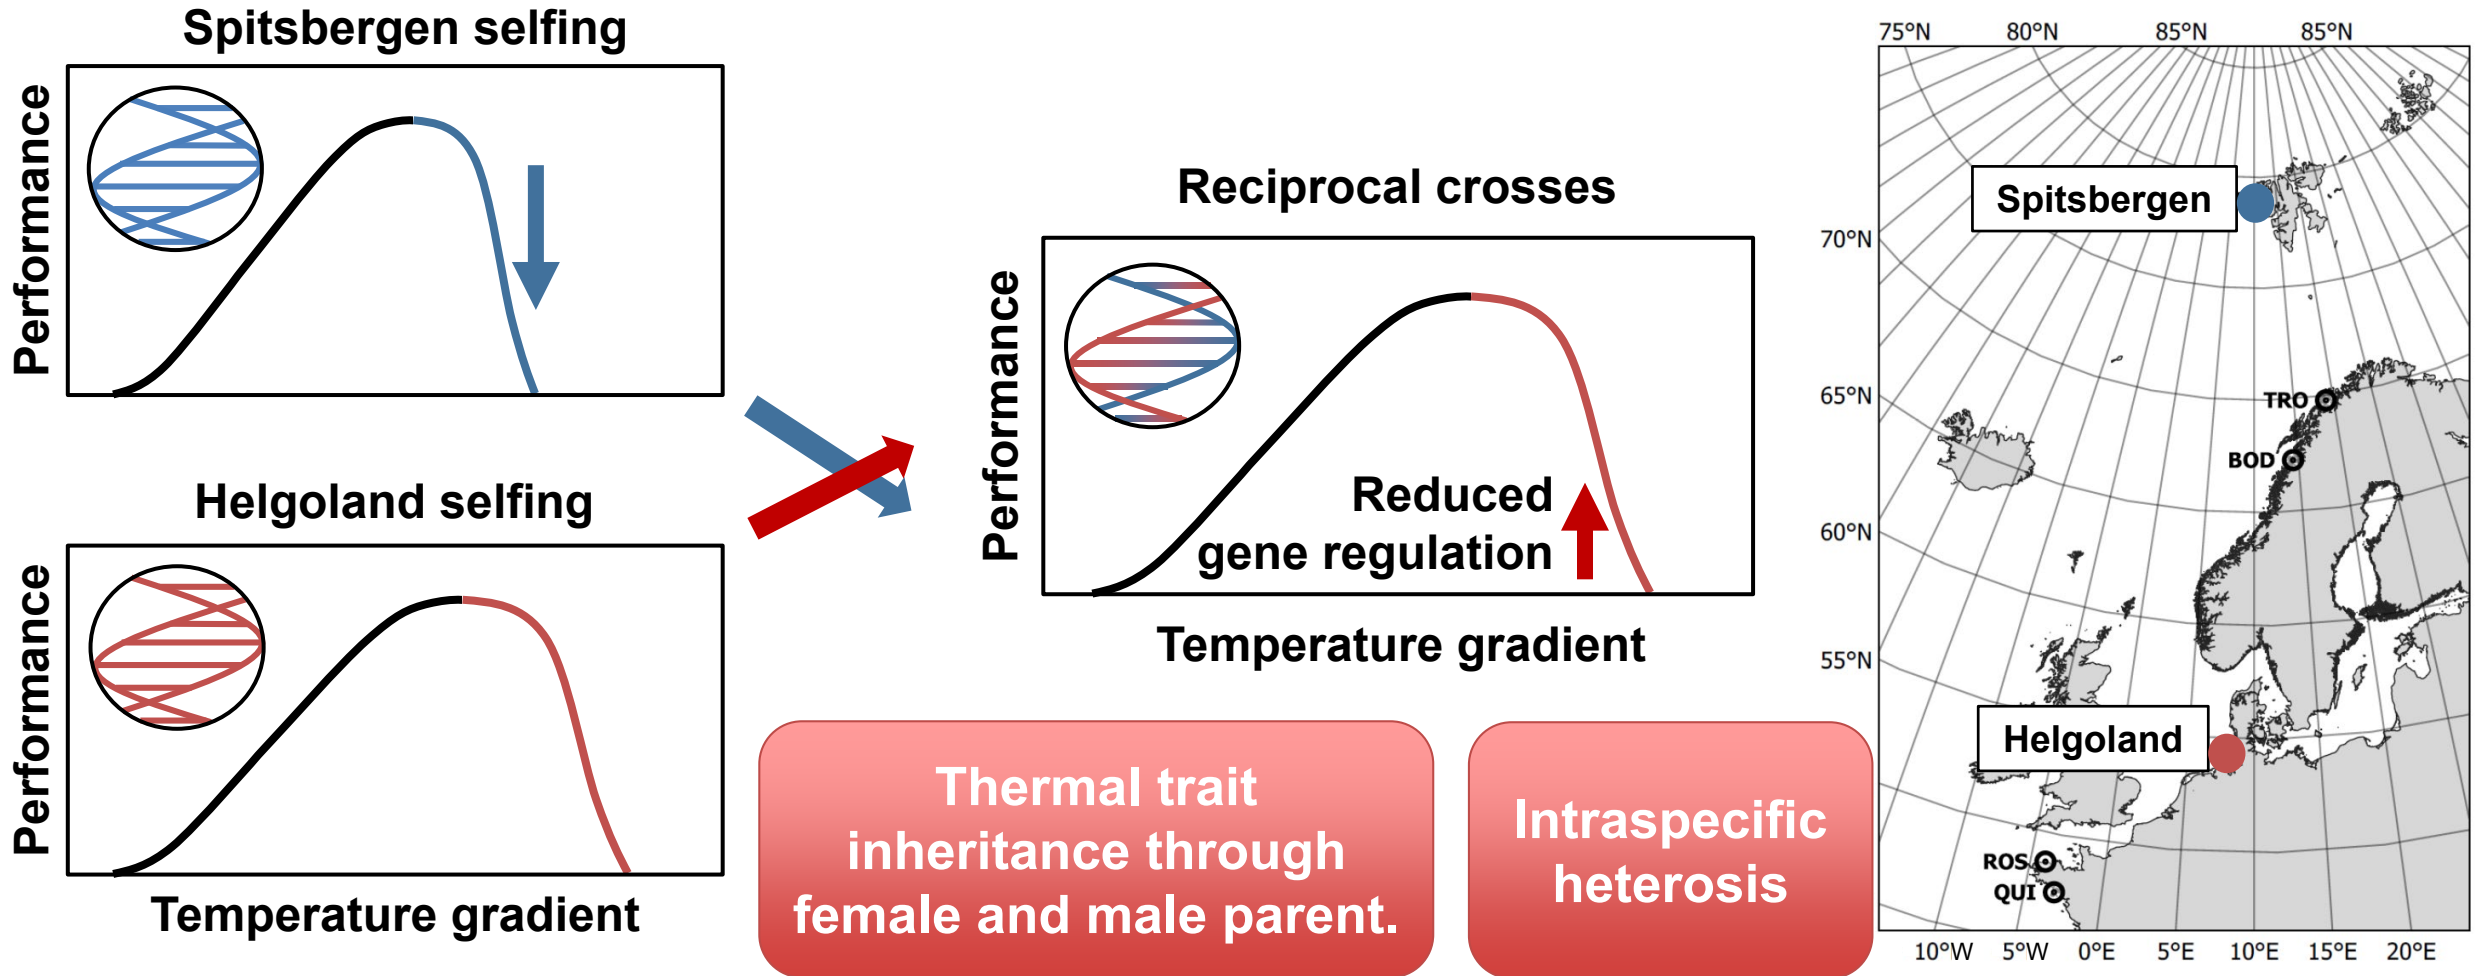 Spitsbergen selfing
Performance
Helgoland selfing
Performance
Temperature gradient
Reciprocal crosses
Performance
Reduced
gene regulation
Temperature gradient
Thermal trait
inheritance through
female and male parent.
Intraspecific
heterosis
75°N 80°N 85°N 85°N
Spitsbergen
70°N
65°N
TRO
BOD
60°N
55°N
Helgoland
ROS
QUI
10°W 5°W 0°E 5°E 10°E 15°E 20°E